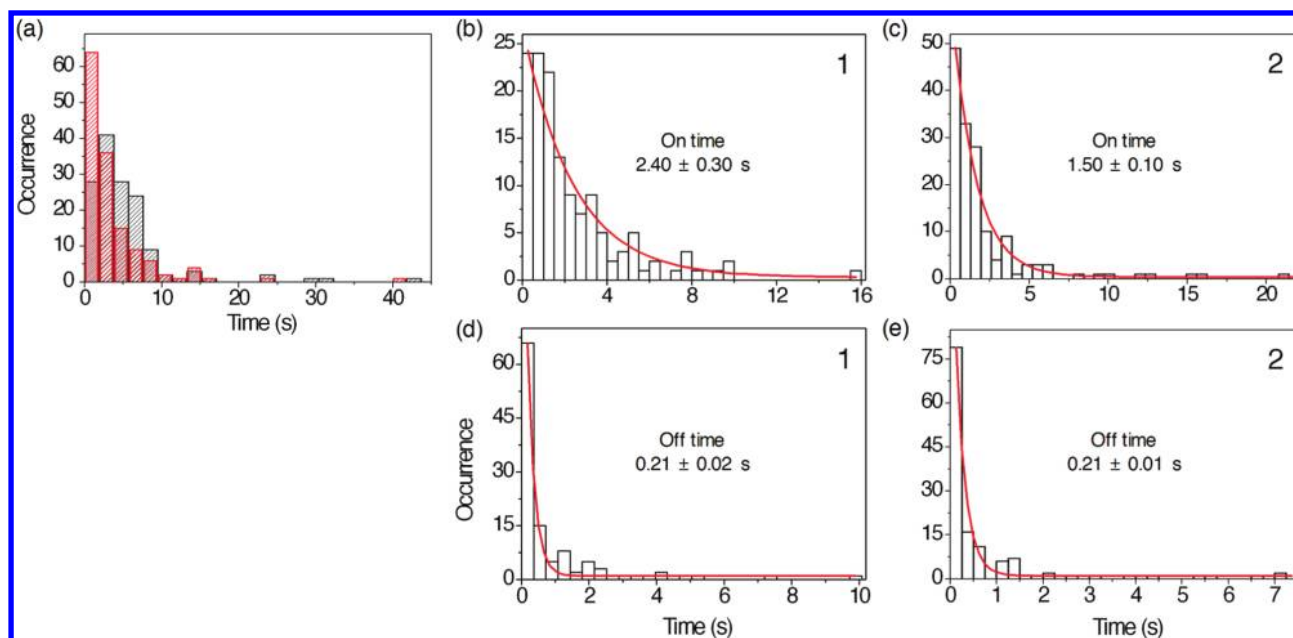 (a)
Occurrence
60
50
40
30
20
10
0
0 10 20 30 40
Time (s)
(b)
1
25
20
15
10
5
0
On time
2.40 ± 0.30 s
0 4 8 12 16
(c)
2
50
40
30
20
10
0
On time
1.50 ± 0.10 s
0 5 10 15 20
(d)
1
Occurrence
60
45
30
15
0
Off time
0.21 ± 0.02 s
0 2 4 6 8 10
Time (s)
(e)
2
75
60
45
30
15
0
Off time
0.21 ± 0.01 s
0 1 2 3 4 5 6 7
Time (s)